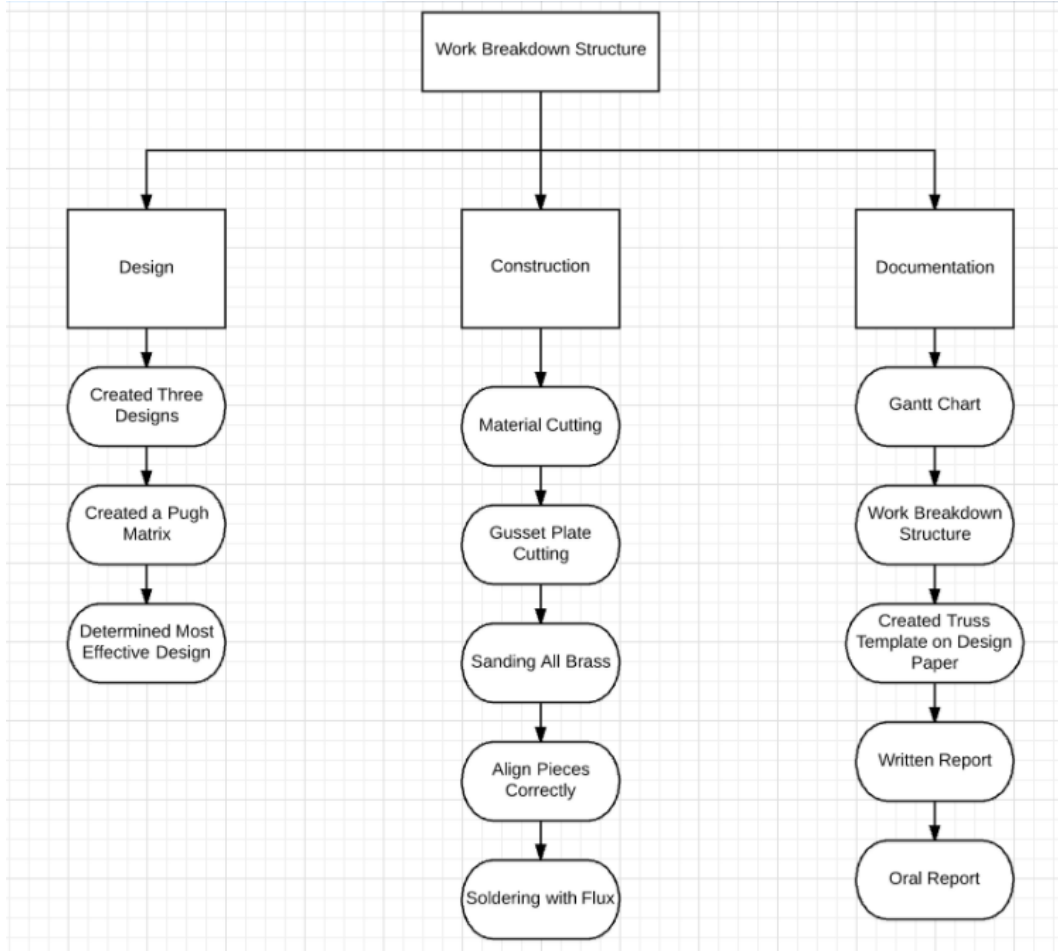 Work Breakdown Structure
Design
Construction
Documentation
Created Three
Designs
Created a Pugh
Matrix
Determined Most
Effective Design
Material Cutting
Gusset Plate
Cutting
Sanding All Brass
Align Pieces
Correctly
Soldering with Flux
Gantt Chart
Work Breakdown
Structure
Created Truss
Template on Design
Paper
Written Report
Oral Report